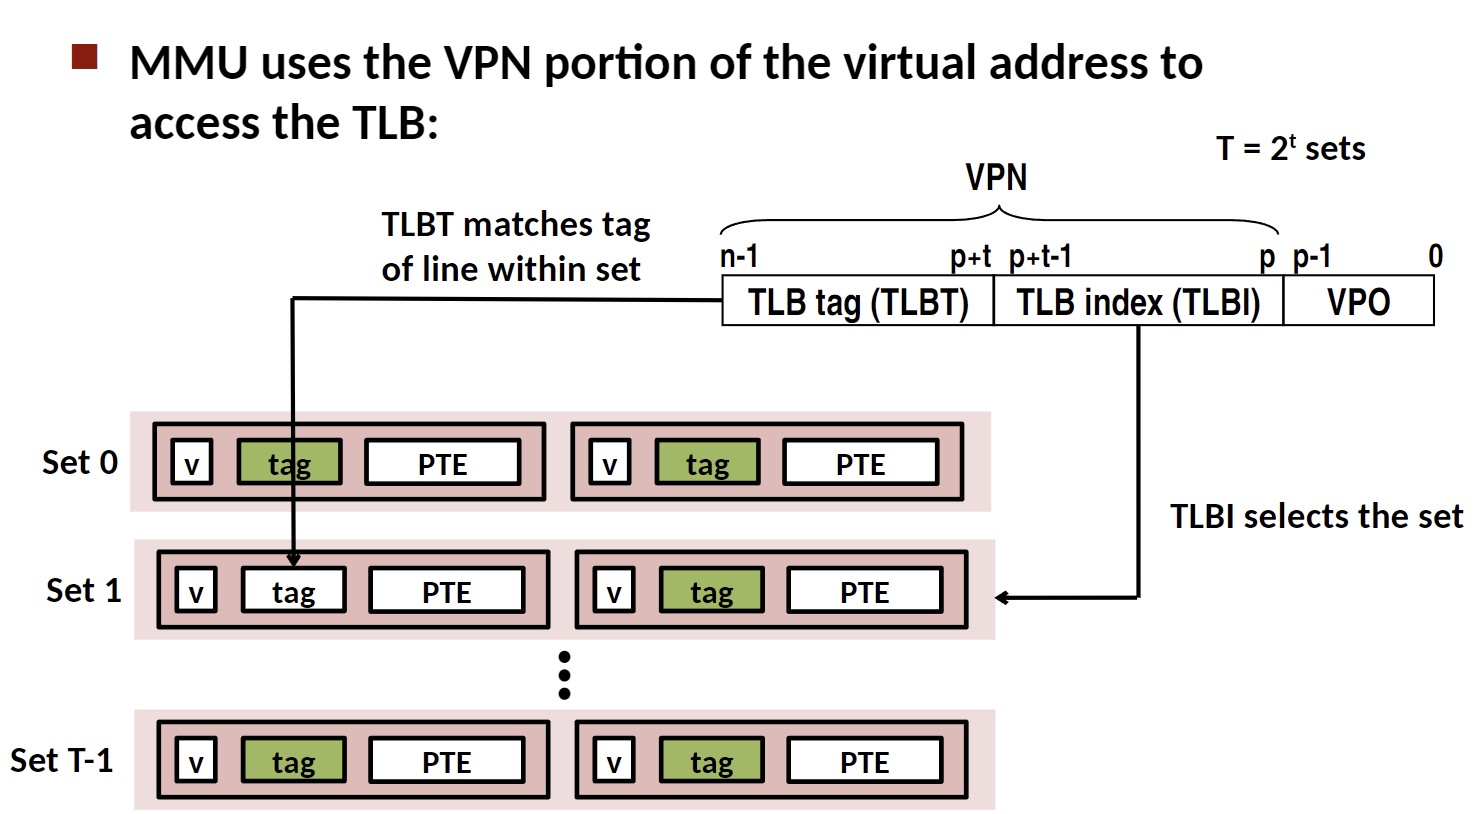 MMU uses the VPN portion of the virtual address to
access the TLB:
T = 2ᵗ sets
VPN
TLBT matches tag
of line within set
n-1 p+t p+t-1 p p-1 0
TLB tag (TLBT) TLB index (TLBI) VPO
Set 0 v tag PTE v tag PTE
TLBI selects the set
Set 1 v tag PTE v tag PTE
Set T-1 v tag PTE v tag PTE